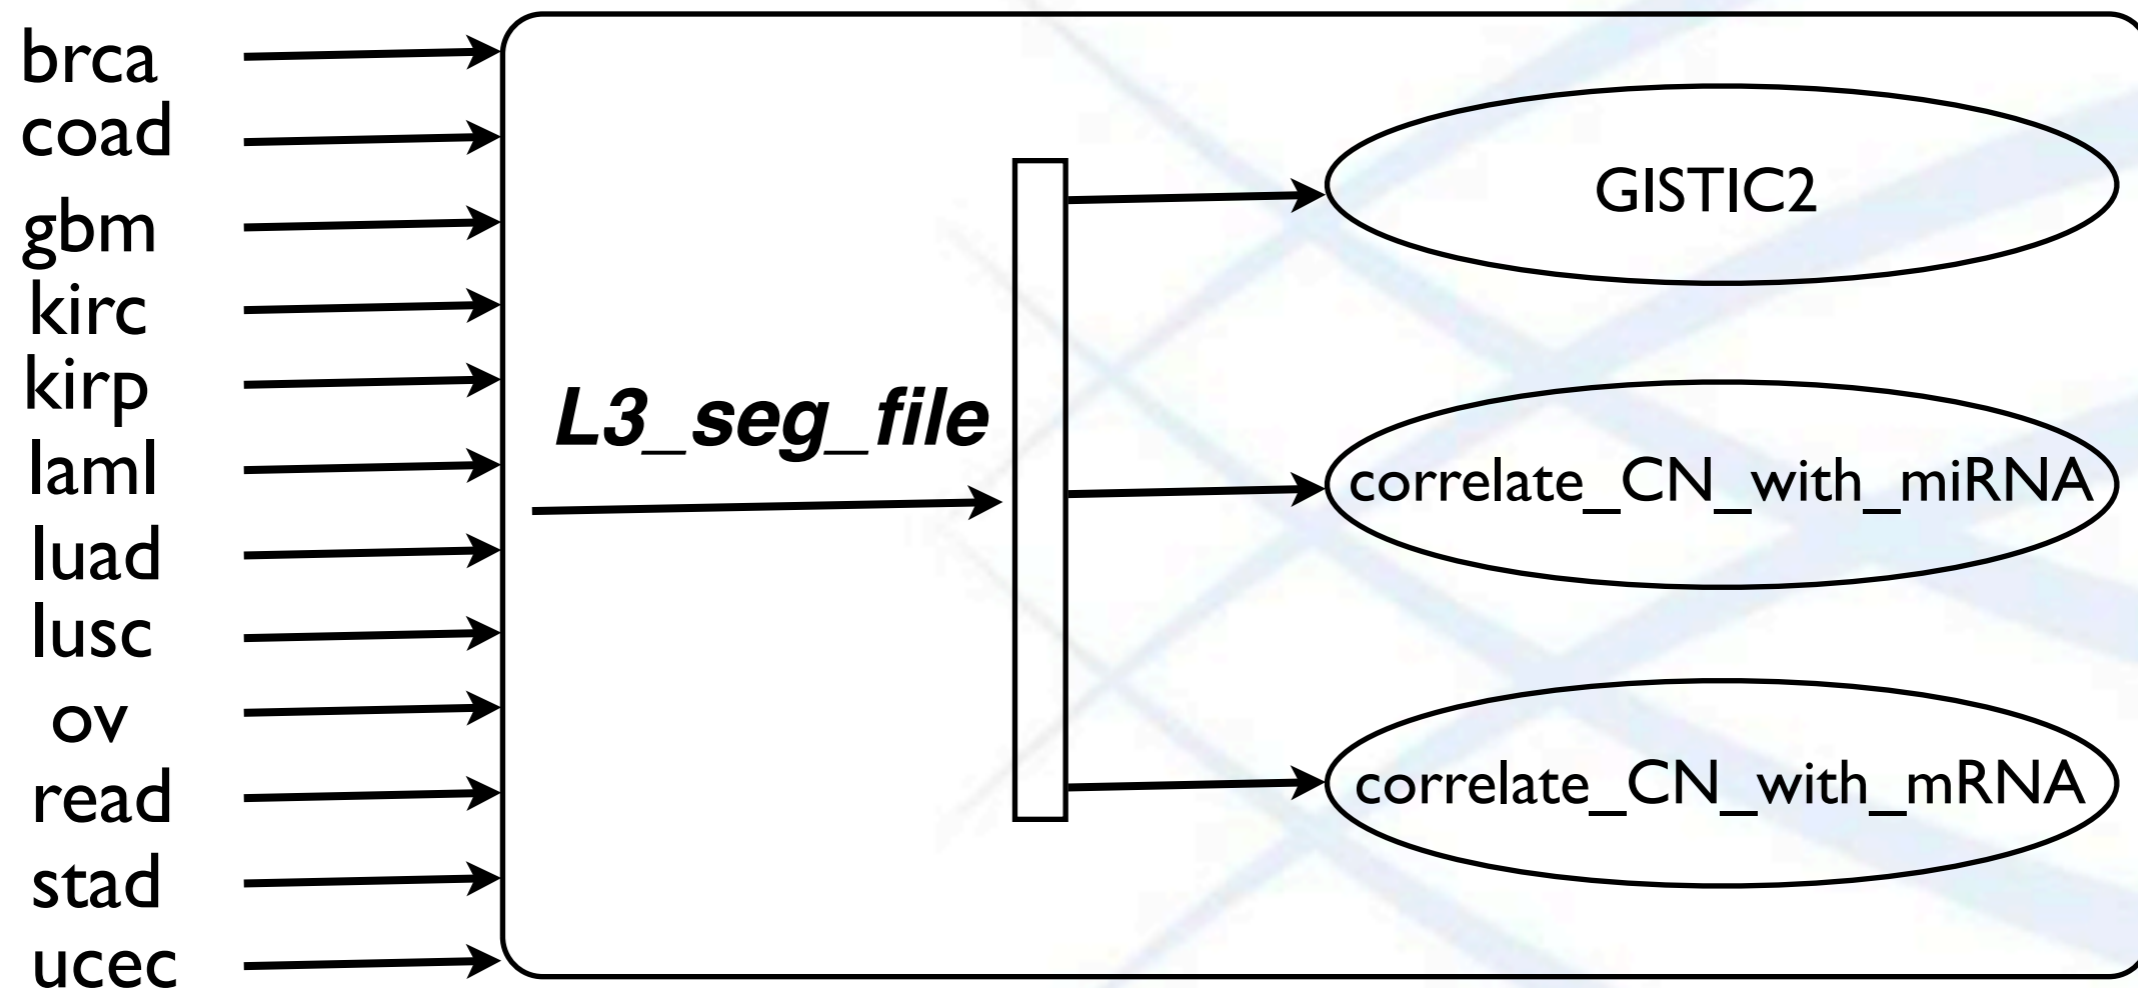 brca
coad
gbm
kirc
kirp
laml
luad
lusc
ov
read
stad
ucec
L3_seg_file
GISTIC2
correlate_CN_with_miRNA
correlate_CN_with_mRNA